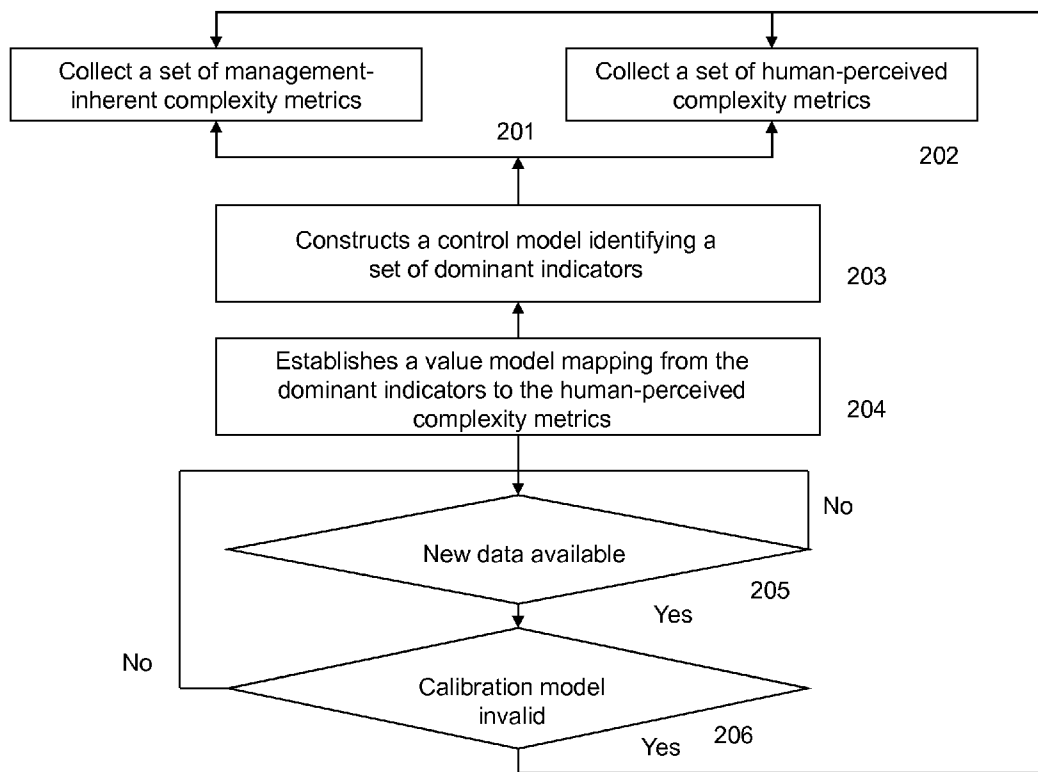 Collect a set of management-
inherent complexity metrics
Collect a set of human-perceived
complexity metrics
201
202
Constructs a control model identifying a
set of dominant indicators
203
Establishes a value model mapping from the
dominant indicators to the human-perceived
complexity metrics
204
No
New data available
205
Yes
No
Calibration model
invalid
206
Yes